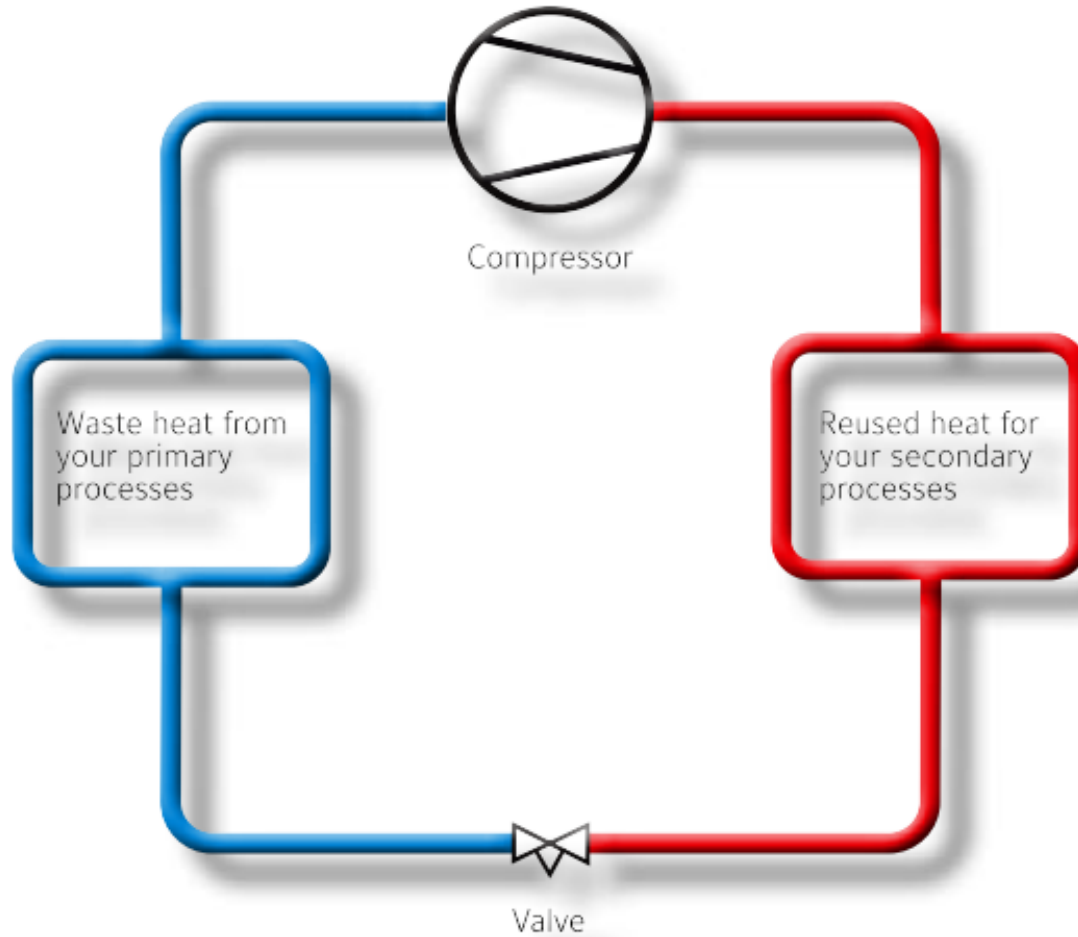 Compressor
Waste heat from
your primary
processes
Reused heat for
your secondary
processes
Valve